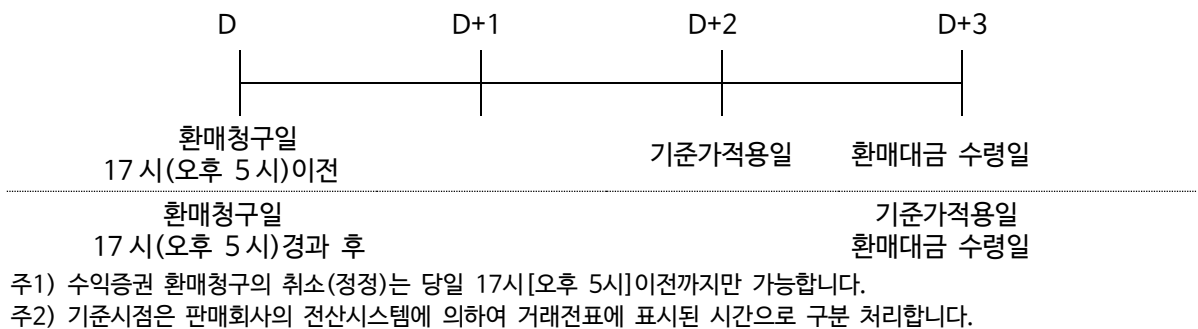 D D+1 D+2 D+3
환매청구일
17시(오후 5시)이전
기준가적용일 환매대금 수령일
환매청구일
17시(오후 5시)경과 후
기준가적용일
환매대금 수령일
주1) 수익증권 환매청구의 취소(정정)는 당일 17시[오후 5시]이전까지만 가능합니다.
주2) 기준시점은 판매회사의 전산시스템에 의하여 거래전표에 표시된 시간으로 구분 처리합니다.